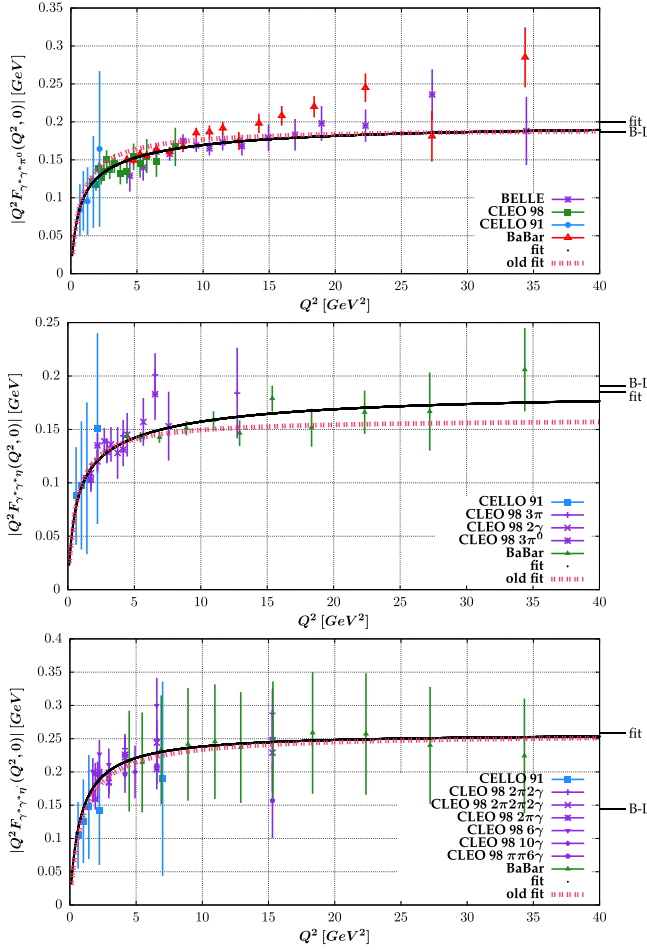 |Q²F_{γ*γ*π⁰}(Q²,0)| [GeV]
0.35
0.3
0.25
0.2
0.15
0.1
0.05
0
fit
B-L
BELLE
CLEO 98
CELLO 91
BaBar
fit
old fit
0 5 10 15 20 25 30 35 40
Q² [GeV²]
|Q²F_{γ*γ*η}(Q²,0)| [GeV]
0.25
0.2
0.15
0.1
0.05
0
B-L
fit
CELLO 91
CLEO 98 3π
CLEO 98 2γ
CLEO 98 3π⁰
BaBar
fit
old fit
0 5 10 15 20 25 30 35 40
Q² [GeV²]
|Q²F_{γ*γ*η′}(Q²,0)| [GeV]
0.4
0.35
0.3
0.25
0.2
0.15
0.1
0.05
0
fit
B-L
CELLO 91
CLEO 98 2π2γ
CLEO 98 2π2π2γ
CLEO 98 2πγ
CLEO 98 6γ
CLEO 98 10γ
CLEO 98 ππ6γ
BaBar
fit
old fit
0 5 10 15 20 25 30 35 40
Q² [GeV²]